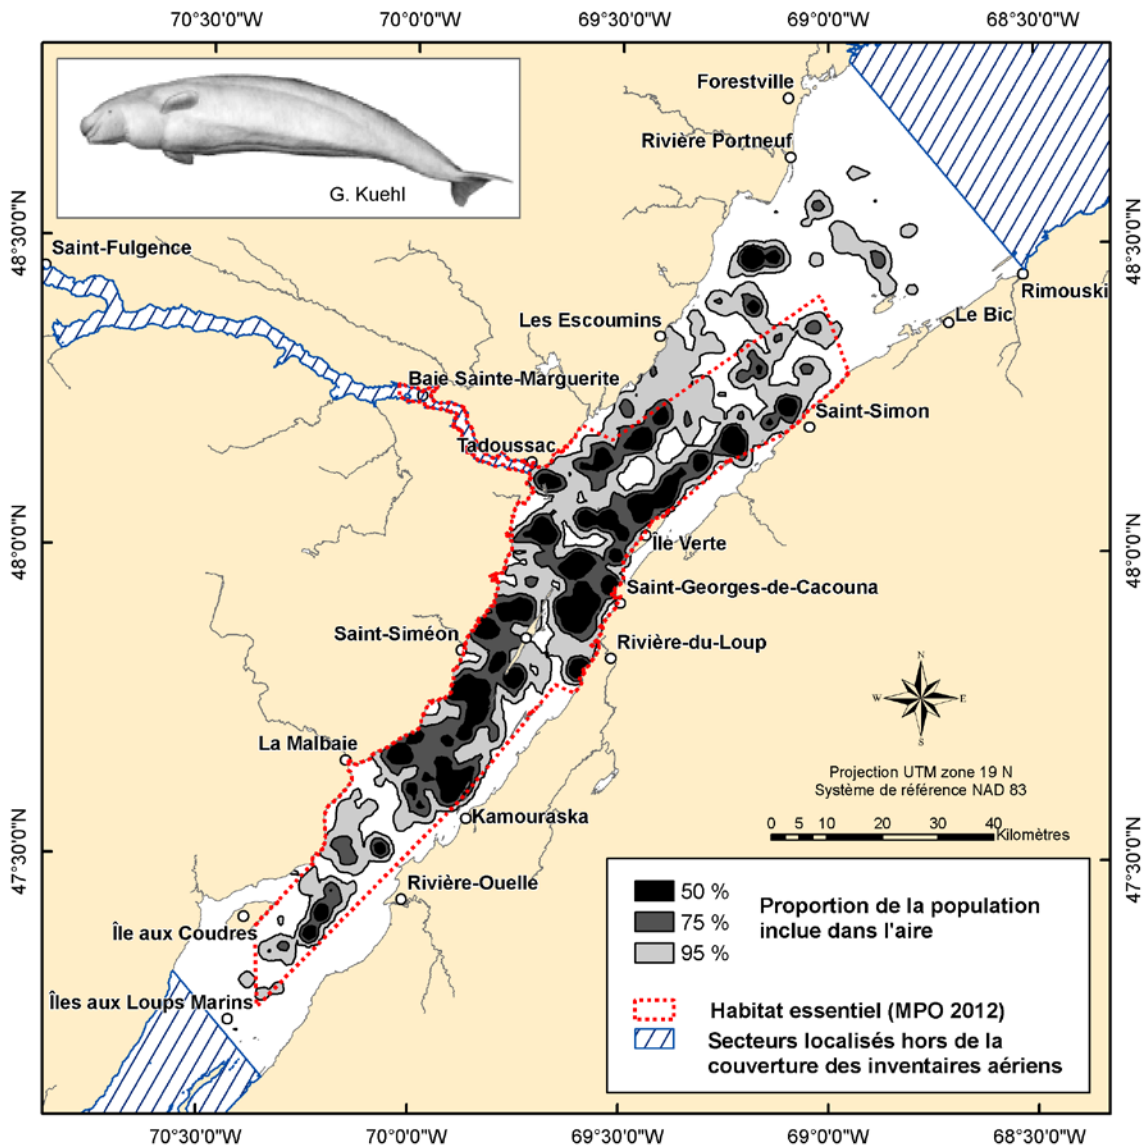 70°30'0"W
70°00'0"W
69°30'0"W
69°00'0"W
68°30'0"W
Forestville
Rivière Portneuf
G. Kuehl
48°30'0"N
48°30'0"N
Saint-Fulgence
Rimouski
Le Bic
Les Escoumins
Baie Sainte-Marguerite
Saint-Simon
Tadoussac
48°0'0"N
48°0'0"N
Île Verte
Saint-Georges-de-Cacouna
Saint-Siméon
Rivière-du-Loup
N
W
E
S
La Malbaie
Projection UTM zone 19 N
Système de référence NAD 83
0 5 10 20 30 40
Kilomètres
Kamouraska
47°30'0"N
47°30'0"N
Rivière-Ouelle
50 %
75 %
95 %
Proportion de la population
inclue dans l'aire
Île aux Coudres
Îles aux Loups Marins
Habitat essentiel (MPO 2012)
Secteurs localisés hors de la
couverture des inventaires aériens
70°30'0"W
70°00'0"W
69°30'0"W
69°00'0"W
68°30'0"W